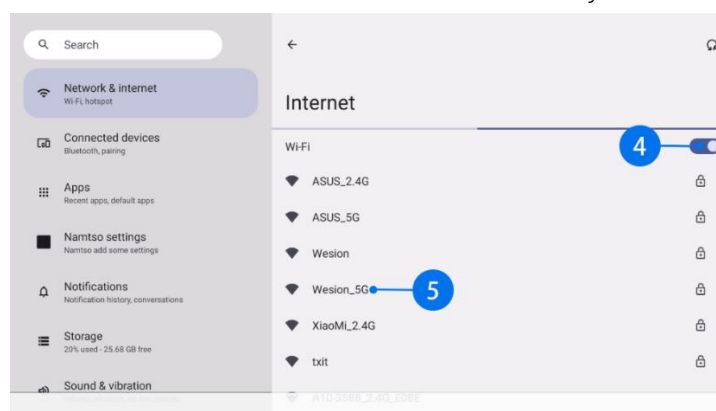 Search
Network & internet
Wi-Fi, hotspot
Connected devices
Bluetooth, pairing
Apps
Recent apps, default apps
Namtso settings
Namtso add some settings
Notifications
Notification history, conversations
Storage
20% used - 25.68 GB free
Sound & vibration
Internet
Wi-Fi
4
ASUS_2.4G
ASUS_5G
Wesion
Wesion_5G
5
XiaoMi_2.4G
txit